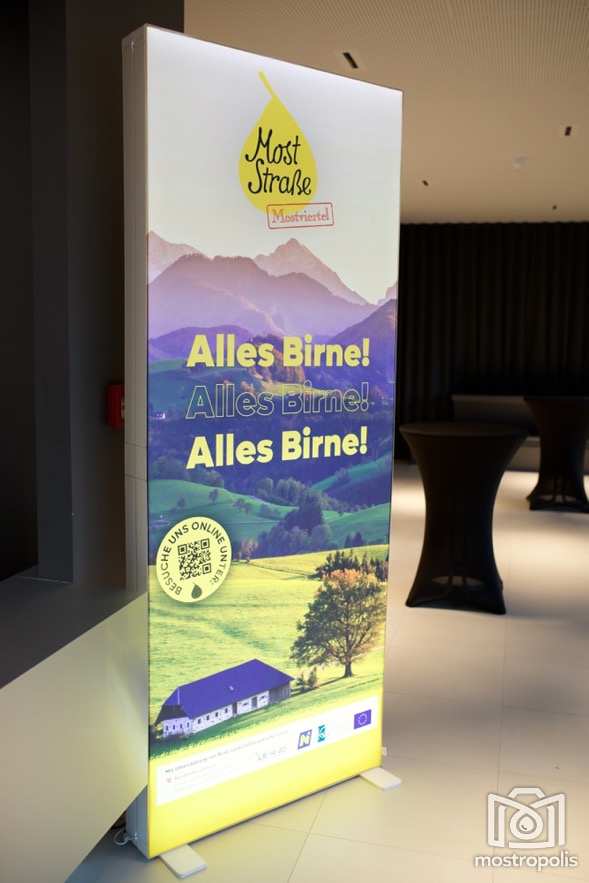 Most
Straße
Mostviertel
Alles Birne!
Alles Birne!
Alles Birne!
BESUCHE UNS ONLINE UNTER:
mostropolis